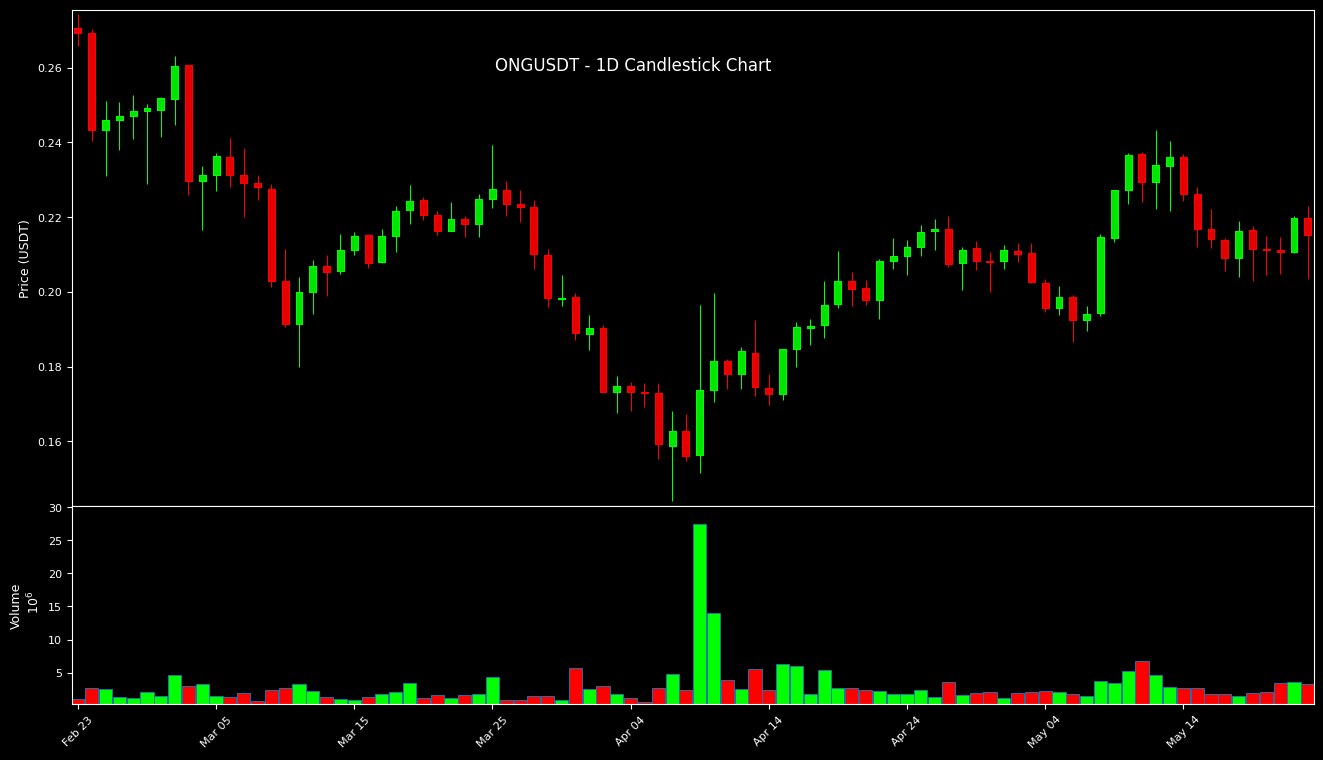 ONGUSDT - 1D Candlestick Chart
Price (USDT)
0.26
0.24
0.22
0.20
0.18
0.16
Volume
10^6
30
25
20
15
10
5
Feb 23
Mar 05
Mar 15
Mar 25
Apr 04
Apr 14
Apr 24
May 04
May 14